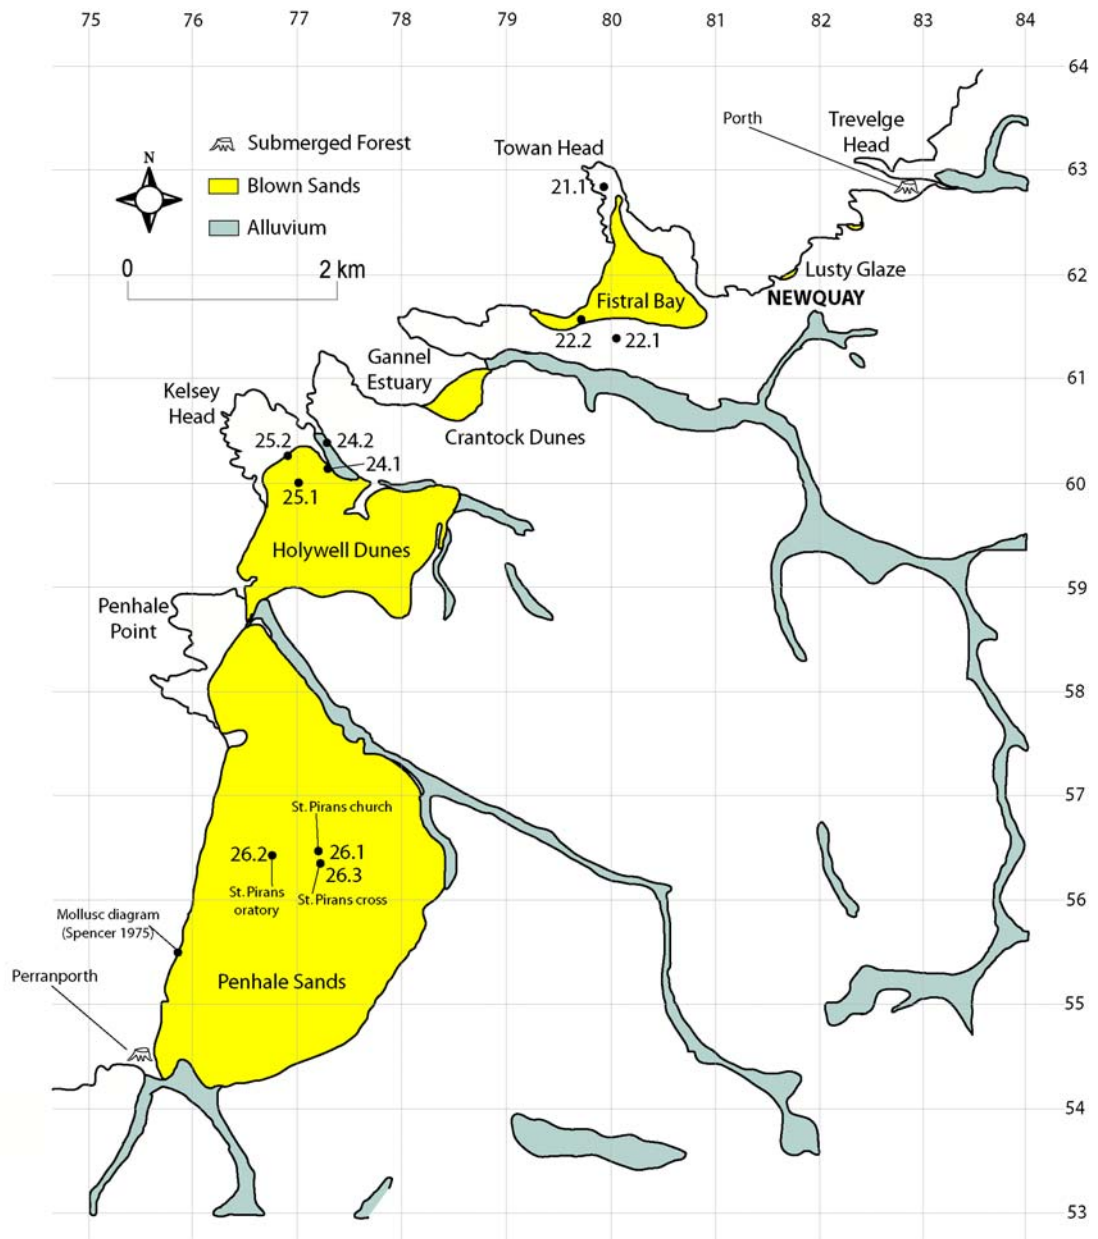 75 76 77 78 79 80 81 82 83 84
64
Porth
Trevelge
Head
Submerged Forest
Towan Head
N
63
Blown Sands
21.1
Alluvium
0 2 km
62
Lusty Glaze
NEWQUAY
Fistral Bay
22.2
22.1
Gannel
Estuary
61
Kelsey
Head
Crantock Dunes
25.2
24.2
24.1
25.1
60
Holywell Dunes
59
Penhale
Point
58
57
St. Pirans church
26.2
26.1
26.3
St. Pirans
oratory
St. Pirans cross
56
Mollusc diagram
(Spencer 1975)
Perranporth
Penhale Sands
55
54
53